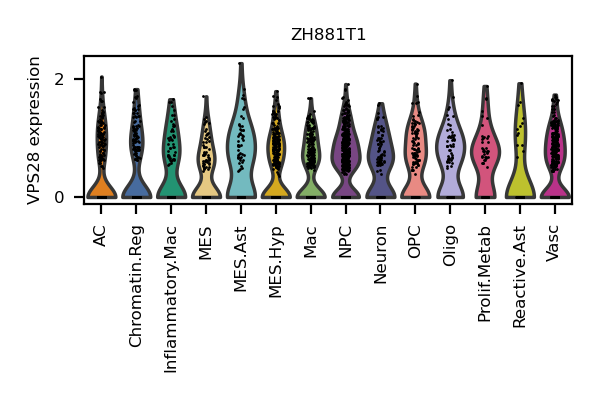 ZH881T1
VPS28 expression
2
0
AC
Chromatin.Reg
Inflammatory.Mac
MES
MES.Ast
MES.Hyp
Mac
NPC
Neuron
OPC
Oligo
Prolif.Metab
Reactive.Ast
Vasc